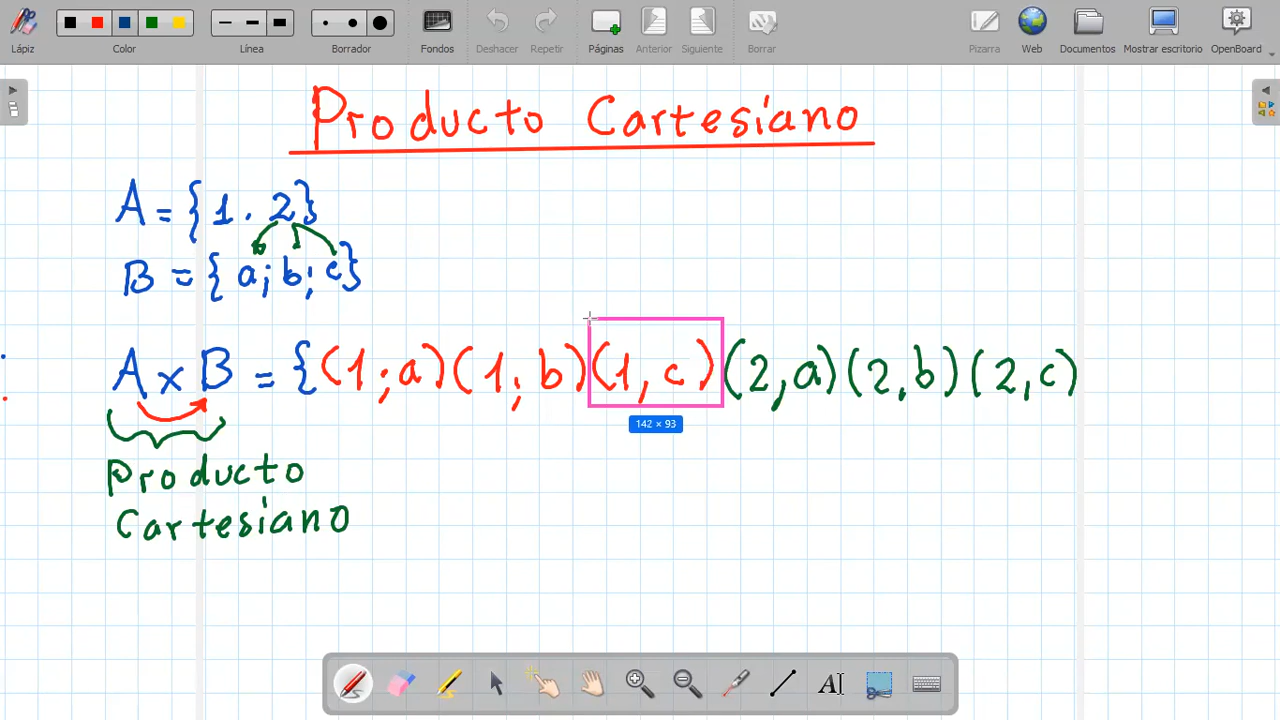 Lápiz Color Línea Borrador Fondos Deshacer Repetir Páginas Anterior Siguiente Borrar Pizarra Web Documentos Mostrar escritorio OpenBoard
Producto Cartesiano
A = {1. 2}
B = { a; b; c}
A x B = {(1;a)(1;b)(1,c)(2,a)(2,b)(2,c)
142 × 93
Producto
Cartesiano